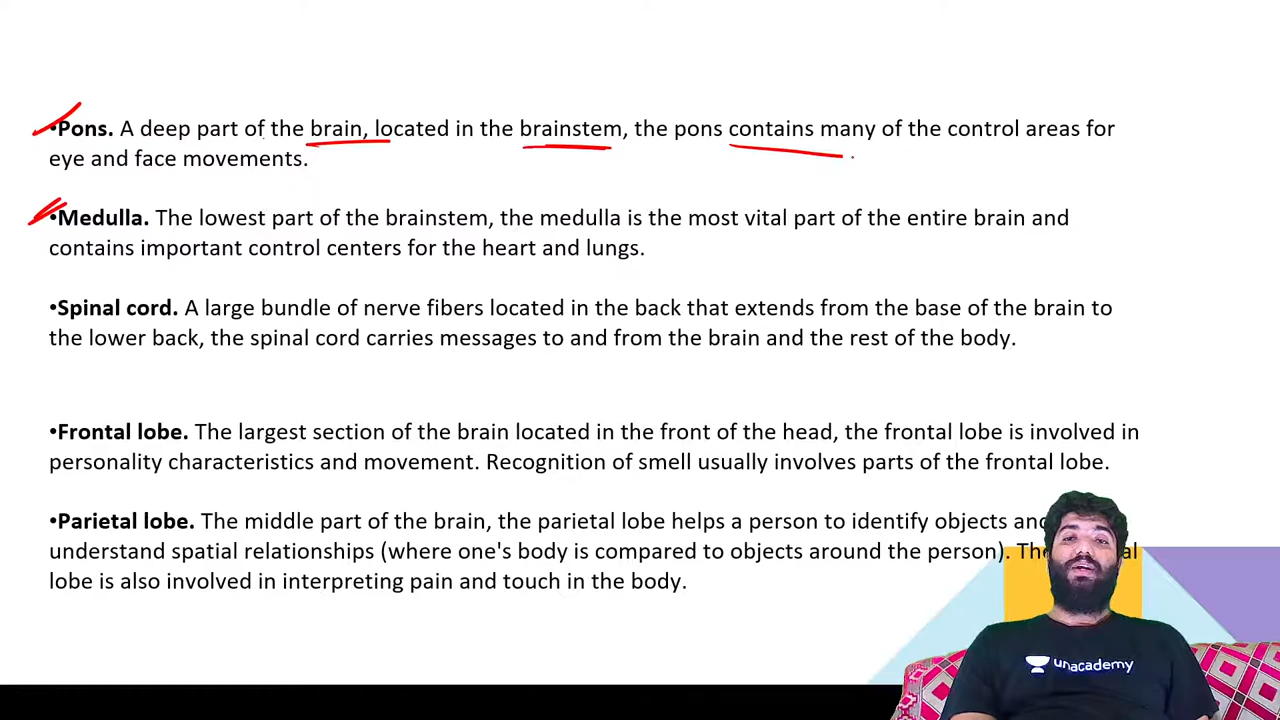 •Pons. A deep part of the brain, located in the brainstem, the pons contains many of the control areas for
eye and face movements.
•Medulla. The lowest part of the brainstem, the medulla is the most vital part of the entire brain and
contains important control centers for the heart and lungs.
•Spinal cord. A large bundle of nerve fibers located in the back that extends from the base of the brain to
the lower back, the spinal cord carries messages to and from the brain and the rest of the body.
•Frontal lobe. The largest section of the brain located in the front of the head, the frontal lobe is involved in
personality characteristics and movement. Recognition of smell usually involves parts of the frontal lobe.
•Parietal lobe. The middle part of the brain, the parietal lobe helps a person to identify objects and
understand spatial relationships (where one's body is compared to objects around the person). The
lobe is also involved in interpreting pain and touch in the body.
unacademy